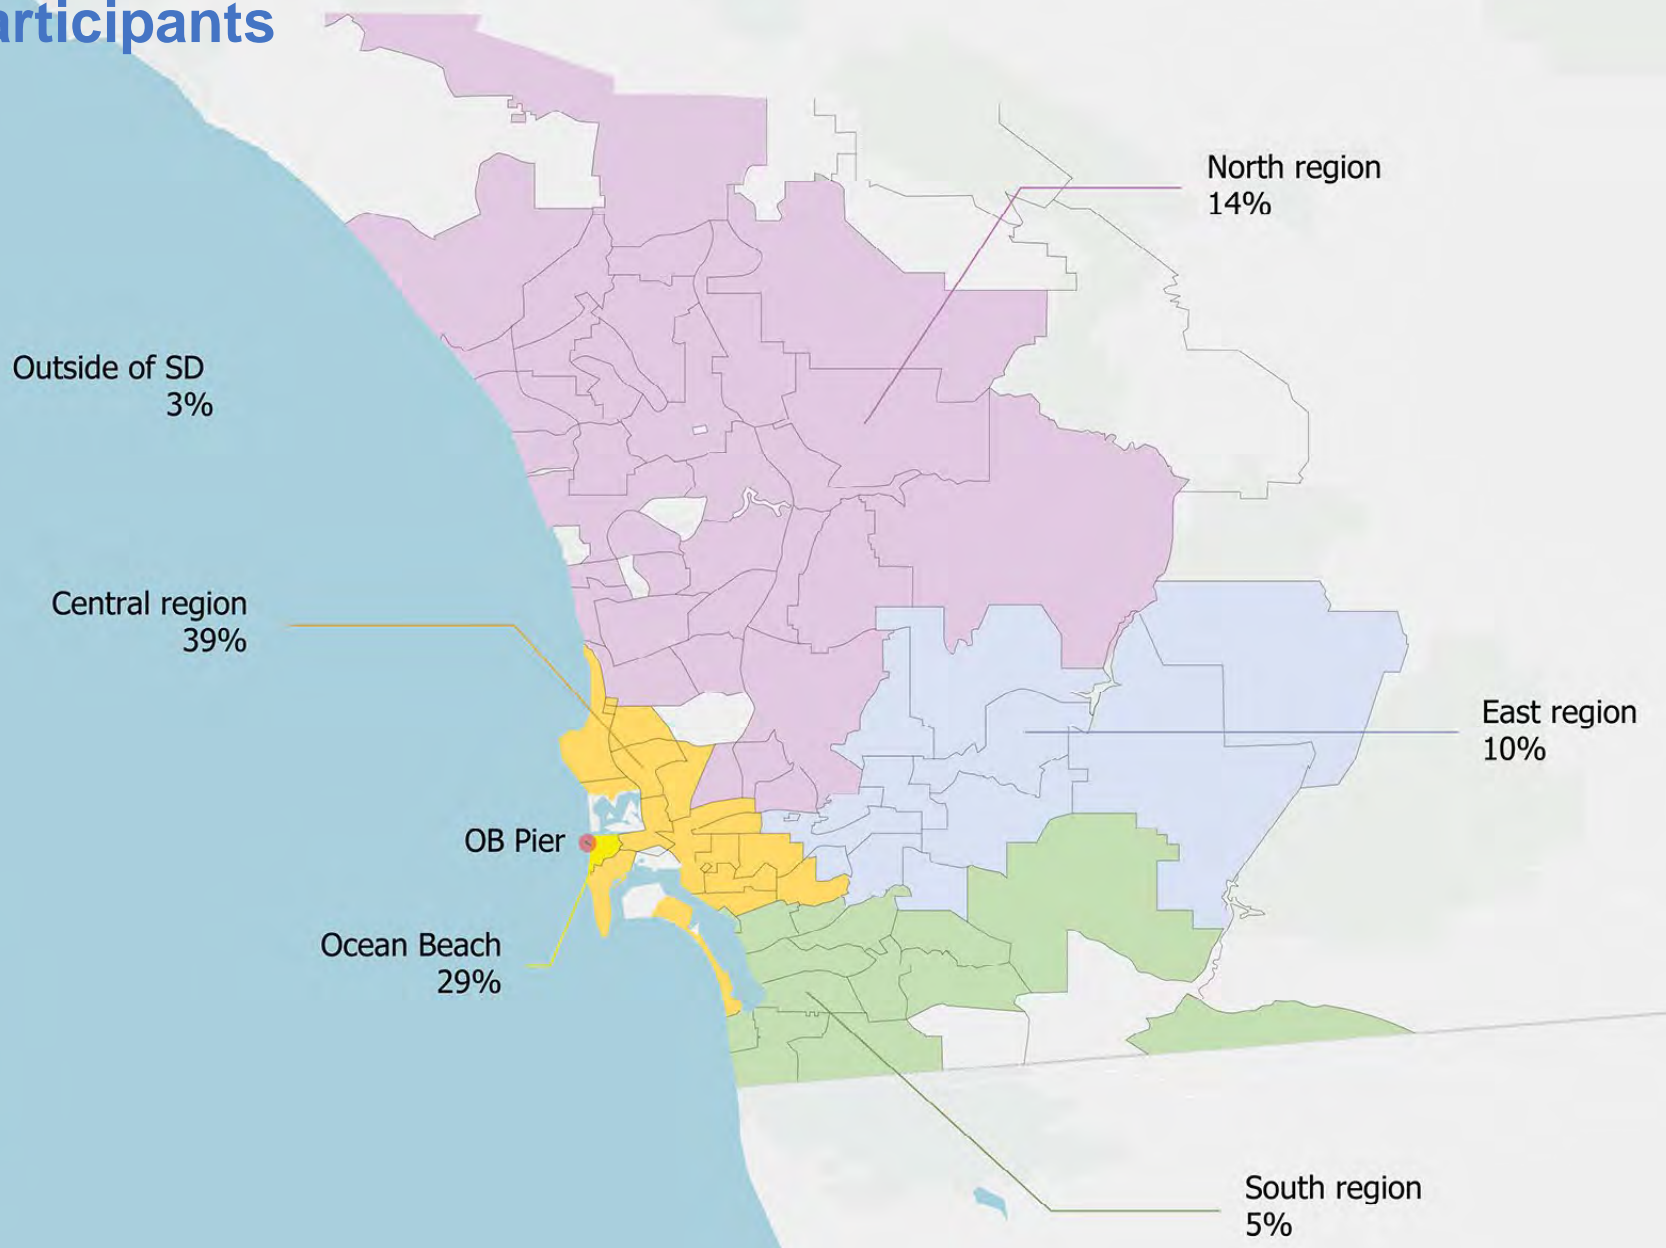 articipants
North region
14%
Outside of SD
3%
Central region
39%
East region
10%
OB Pier
Ocean Beach
29%
South region
5%